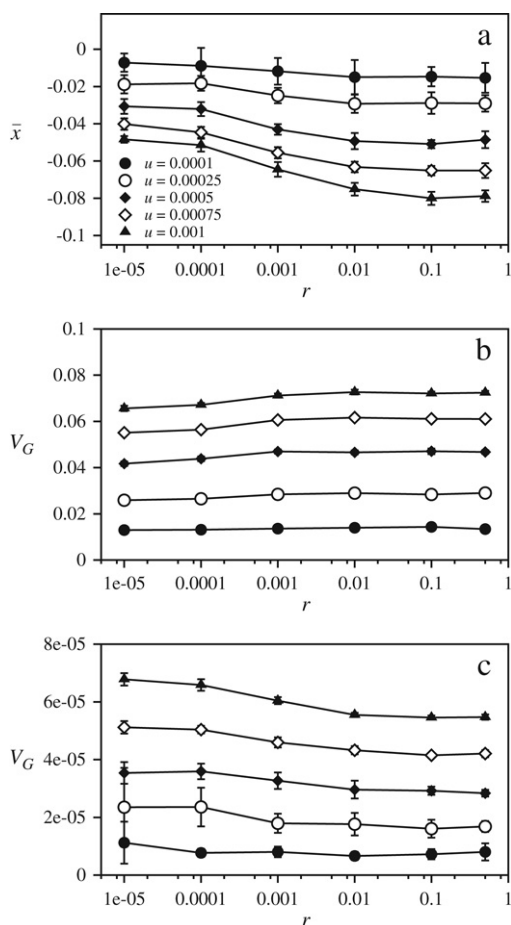 a
0
-0.02
-0.04
-0.06
-0.08
-0.1
x̄
u = 0.0001
u = 0.00025
u = 0.0005
u = 0.00075
u = 0.001
1e-05 0.0001 0.001 0.01 0.1 1
r
b
0.1
0.08
0.06
0.04
0.02
0
V_G
1e-05 0.0001 0.001 0.01 0.1 1
r
c
8e-05
6e-05
4e-05
2e-05
0
V_G
1e-05 0.0001 0.001 0.01 0.1 1
r